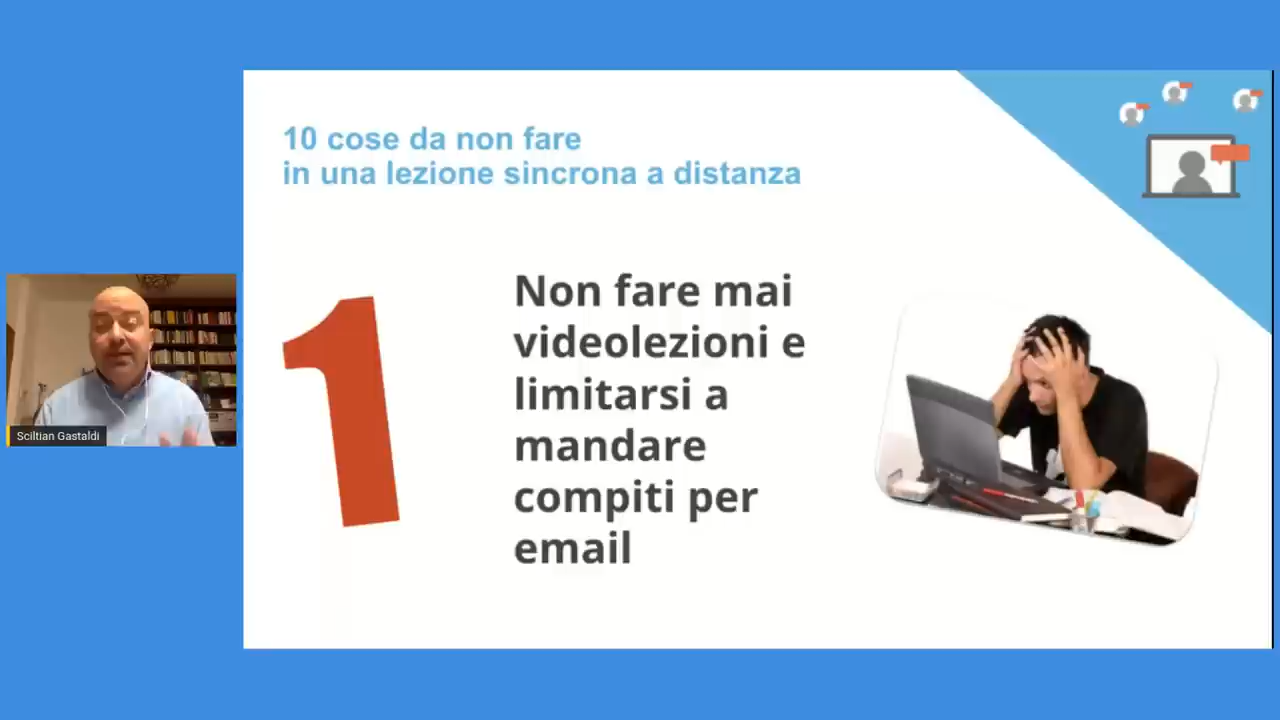 10 cose da non fare
in una lezione sincrona a distanza
1
Non fare mai
videolezioni e
limitarsi a
mandare
compiti per
email
Sciltian Gastaldi